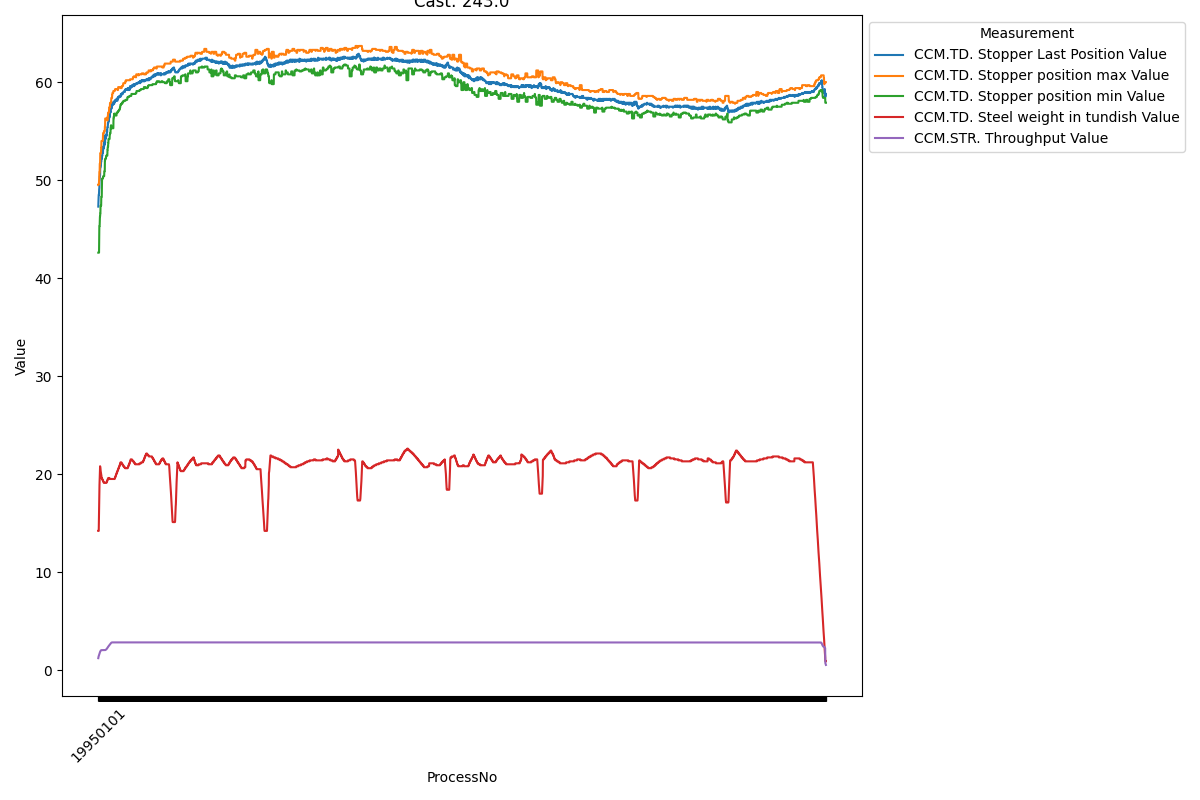 Cast: 243.0
Measurement
CCM.TD. Stopper Last Position Value
CCM.TD. Stopper position max Value
CCM.TD. Stopper position min Value
CCM.TD. Steel weight in tundish Value
CCM.STR. Throughput Value
60
50
40
30
20
10
0
Value
19950101
ProcessNo